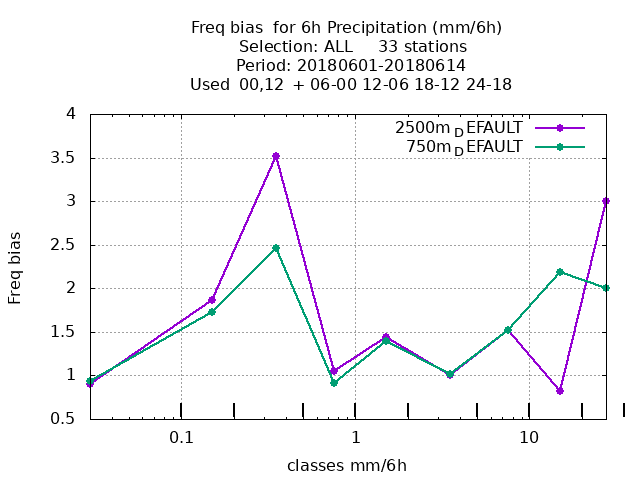 Freq bias  for 6h Precipitation (mm/6h)
Selection: ALL     33 stations
Period: 20180601-20180614
Used  00,12  + 06-00 12-06 18-12 24-18
2500m DEFAULT
750m DEFAULT
4
3.5
3
2.5
2
1.5
1
0.5
Freq bias
0.1 1 10
classes mm/6h